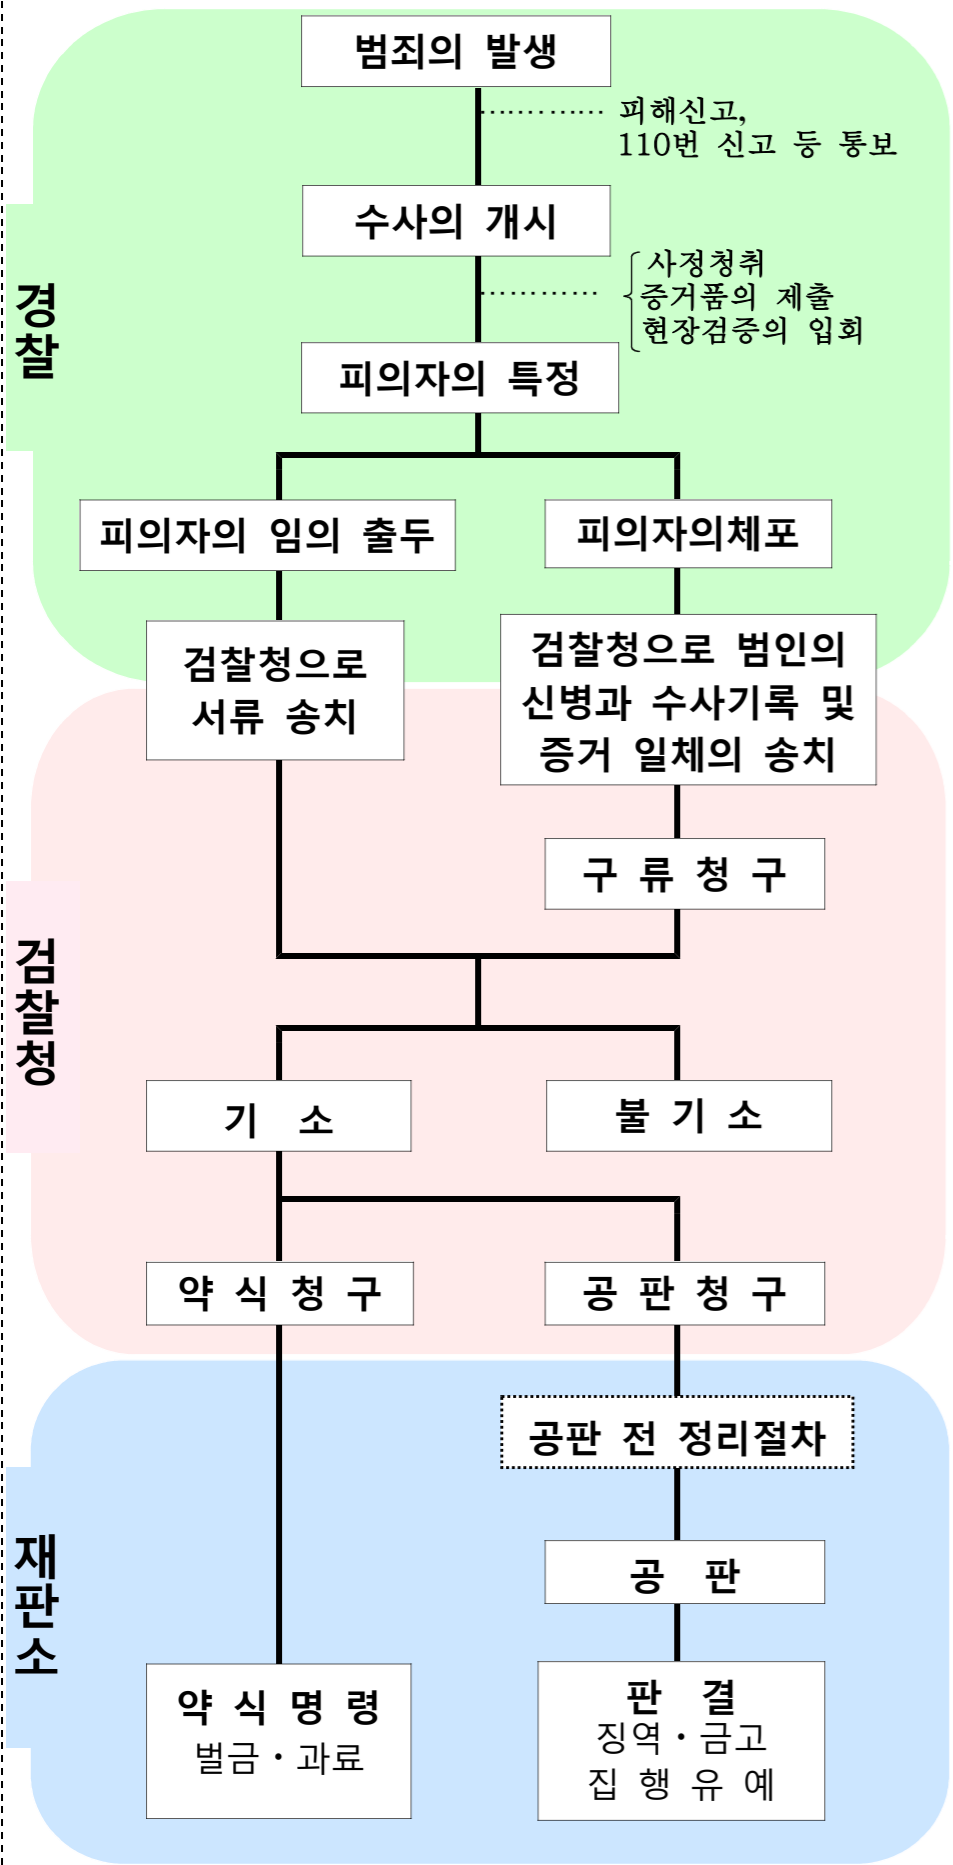 범죄의 발생
피해신고,
110번 신고 등 통보
수사의 개시
사정청취
증거품의 제출
현장검증의 입회
경찰
피의자의 특정
피의자의 임의 출두
피의자의체포
검찰청으로
서류 송치
검찰청으로 범인의
신병과 수사기록 및
증거 일체의 송치
구 류 청 구
검찰청
기 소
불 기 소
약 식 청 구
공 판 청 구
공판 전 정리절차
재판소
공 판
약 식 명 령
벌금・과료
판 결
징역・금고
집 행 유 예